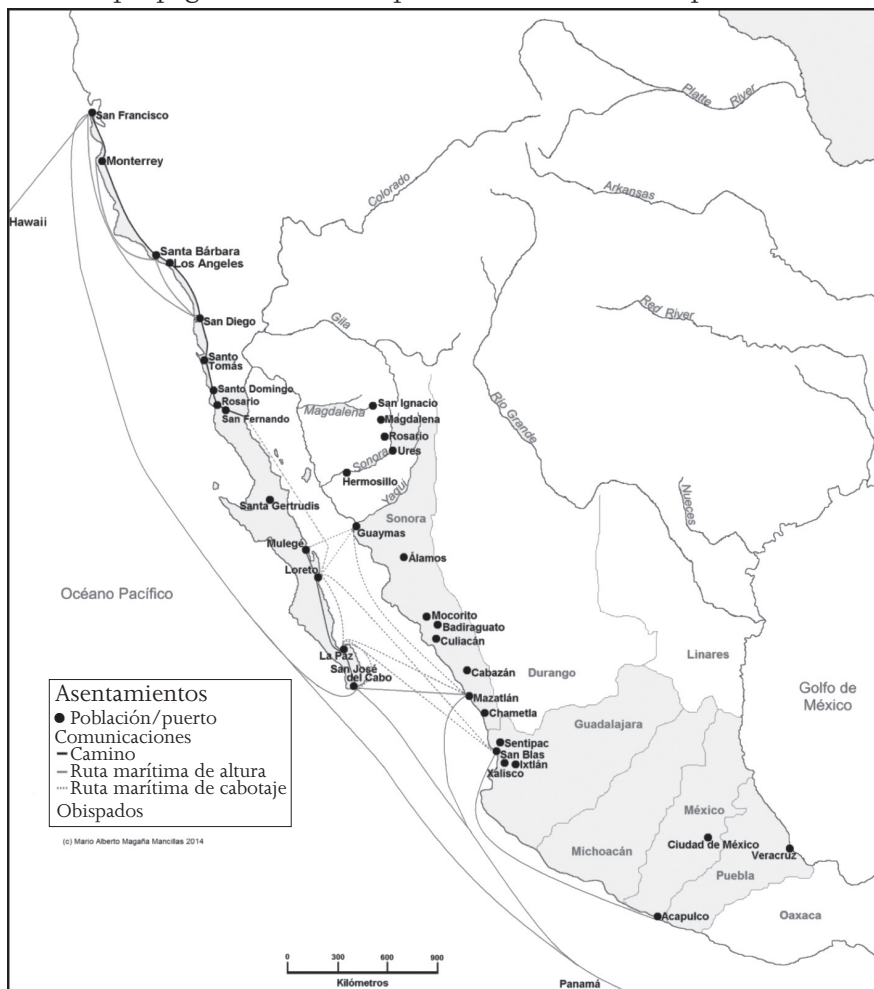 Platte River
San Francisco
Monterrey
Colorado
Arkansas
Hawaii
Santa Bárbara
Los Angeles
Red River
San Diego
Gila
Santo
Tomás
Santo Domingo
Rosario
San Fernando
San Ignacio
Magdalena
Magdalena
Rosario
Río Grande
Sonora
Ures
Hermosillo
Yaqui
Nueces
Santa Gertrudis
Sonora
Guaymas
Mulegé
Álamos
Loreto
Océano Pacífico
Mocorito
Badiraguato
Culiacán
La Paz
San José
del Cabo
Cabazán
Durango
Linares
Golfo de
México
Mazatlán
Chametla
Guadalajara
Asentamientos
Población/puerto
Comunicaciones
Camino
Ruta marítima de altura
Ruta marítima de cabotaje
Obispados
Sentipac
San Blas
Ixtlán
Xalisco
México
Ciudad de México
Veracruz
Michoacán
Puebla
(c) Mario Alberto Magaña Mancillas 2014
Acapulco
Oaxaca
0 300 600 900
Kilómetros
Panamá